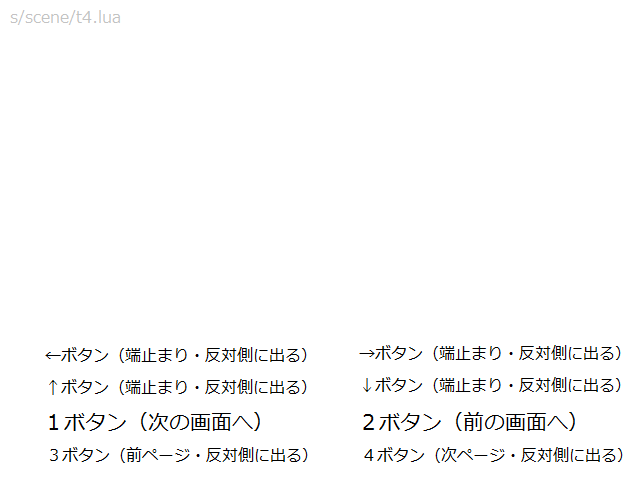 s/scene/t4.lua
←ボタン（端止まり・反対側に出る）
→ボタン（端止まり・反対側に出る）
↑ボタン（端止まり・反対側に出る）
↓ボタン（端止まり・反対側に出る）
１ボタン（次の画面へ）
２ボタン（前の画面へ）
３ボタン（前ページ・反対側に出る）
４ボタン（次ページ・反対側に出る）